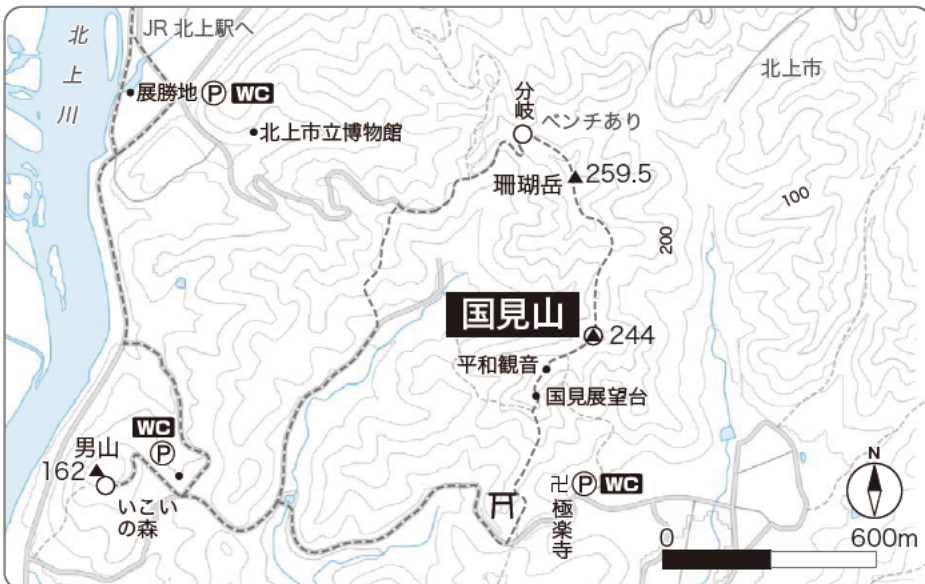 JR 北上駅へ
北上川
展勝地 P WC
北上市立博物館
分岐
ベンチあり
北上市
珊瑚岳
259.5
100
200
国見山
244
平和観音
国見展望台
WC
P
男山
162
いこい
の森
卍 P WC
極楽寺
N
0 600m